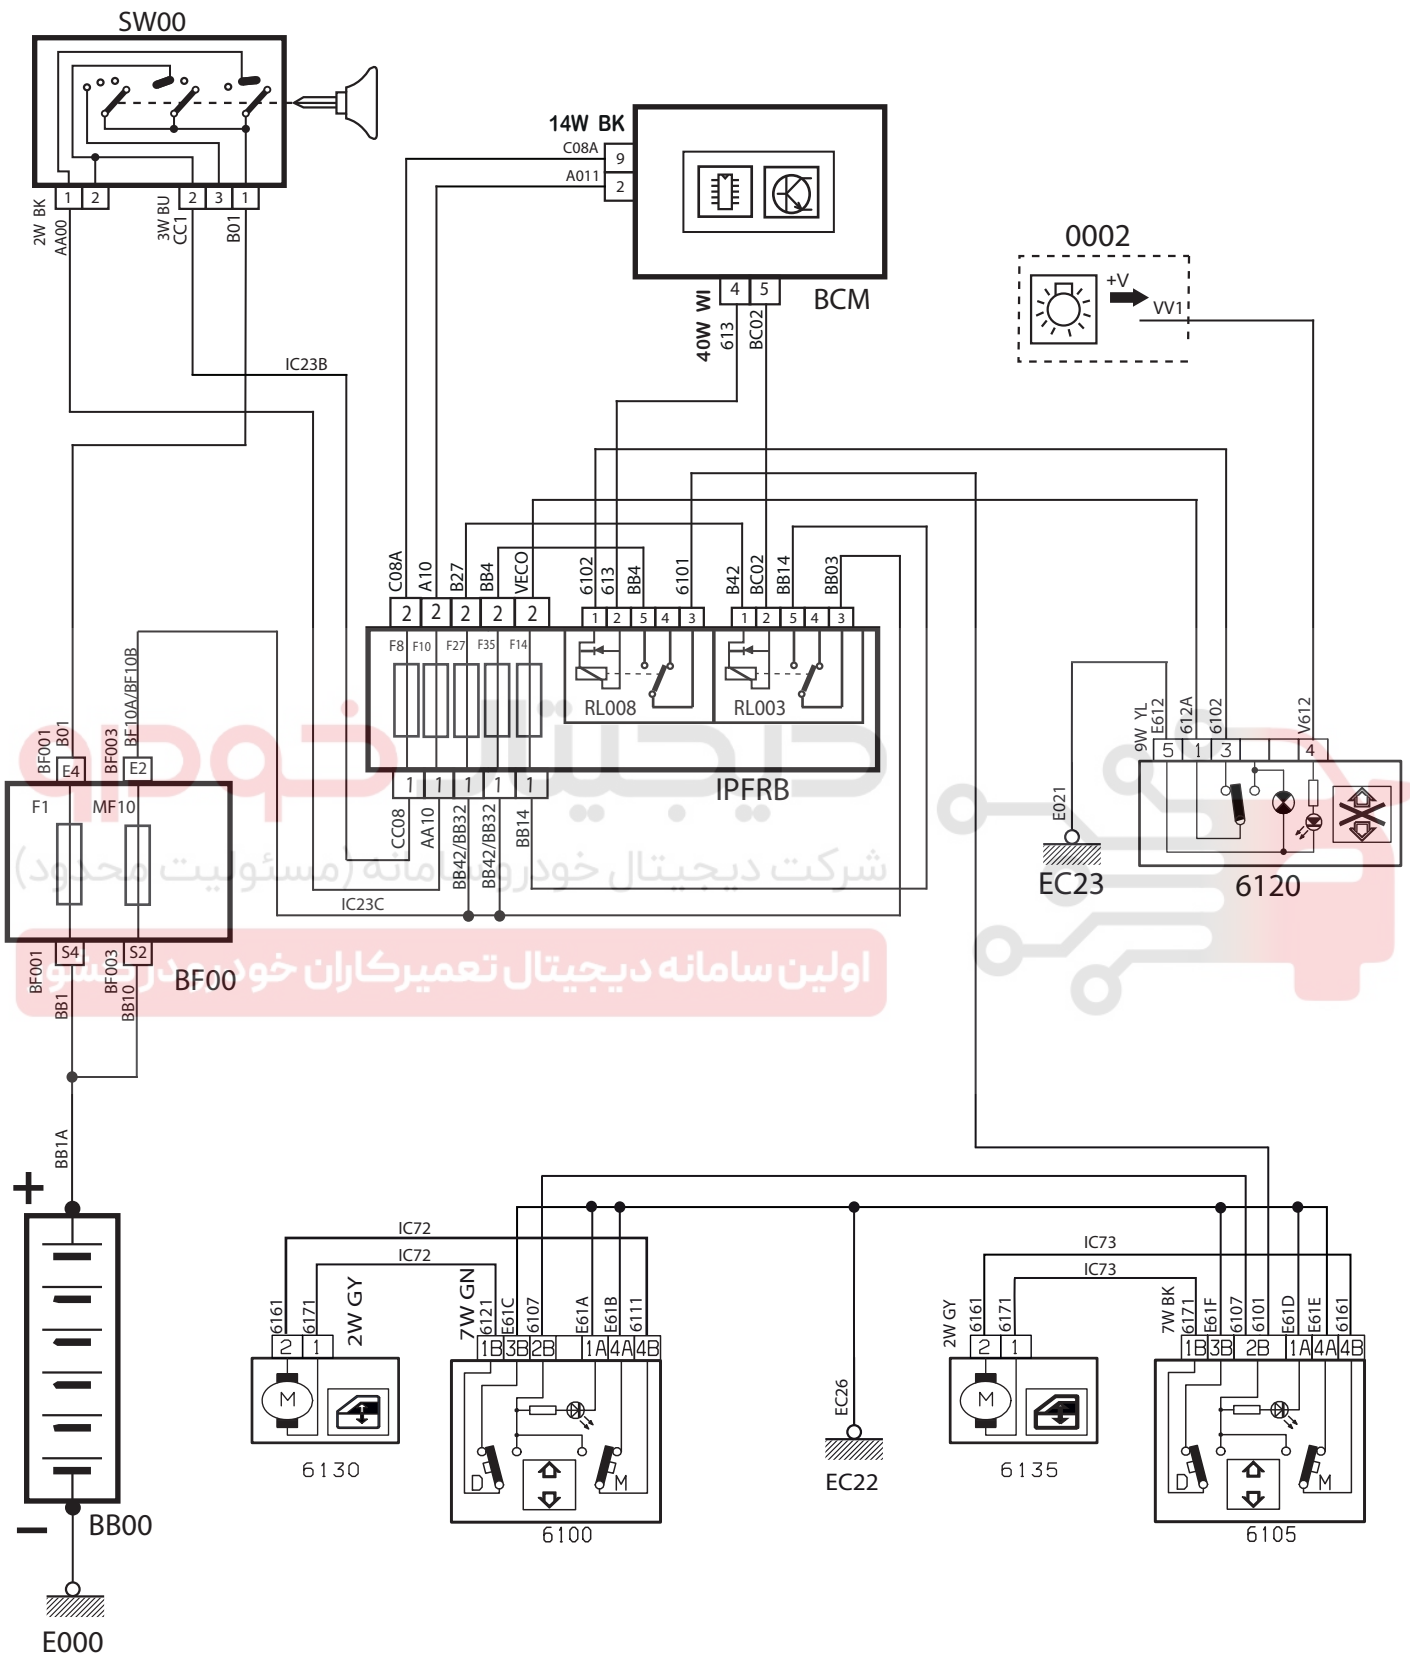 SW00
1 2 2 3 1
2W BK
AA00
3W BU
CC1
B01
14W BK
C08A
9
A011
2
4 5
BCM
40W WI
613
BC02
0002
+V
VV1
IC23B
C08A
A10
B27
BB4
VECO
6102
613
BB4
6101
B42
BC02
BB14
BB03
2 2 2 2 2
1 2 5 4 3
1 2 5 4 3
F8 F10 F27 F35 F14
RL008
RL003
IPFRB
1 1 1 1 1
CC08
AA10
BB42/BB32
BB42/BB32
BB14
IC23C
BF001
B01
BF003
BF10A/BF10B
E4
E2
F1
MF10
S4
S2
BF00
BF001
BB1
BF003
BB10
BB1A
+
−
BB00
E000
9W YL
E612
612A
6102
V612
5 1 3 4
6120
E021
EC23
دیجیتال خودرو
شرکت دیجیتال خودرو سامانه (مسئولیت محدود)
اولین سامانه دیجیتال تعمیرکاران خودرو در کشور
IC72
IC72
6161
6171
2W GY
2 1
M
6130
7W GN
6121
E61C
6107
E61A
E61B
6111
1B 3B 2B 1A 4A 4B
D
M
6100
EC26
EC22
IC73
IC73
2W GY
6161
6171
2 1
M
6135
7W BK
6171
E61F
6107
6101
E61D
E61E
6161
1B 3B 2B 1A 4A 4B
D
M
6105